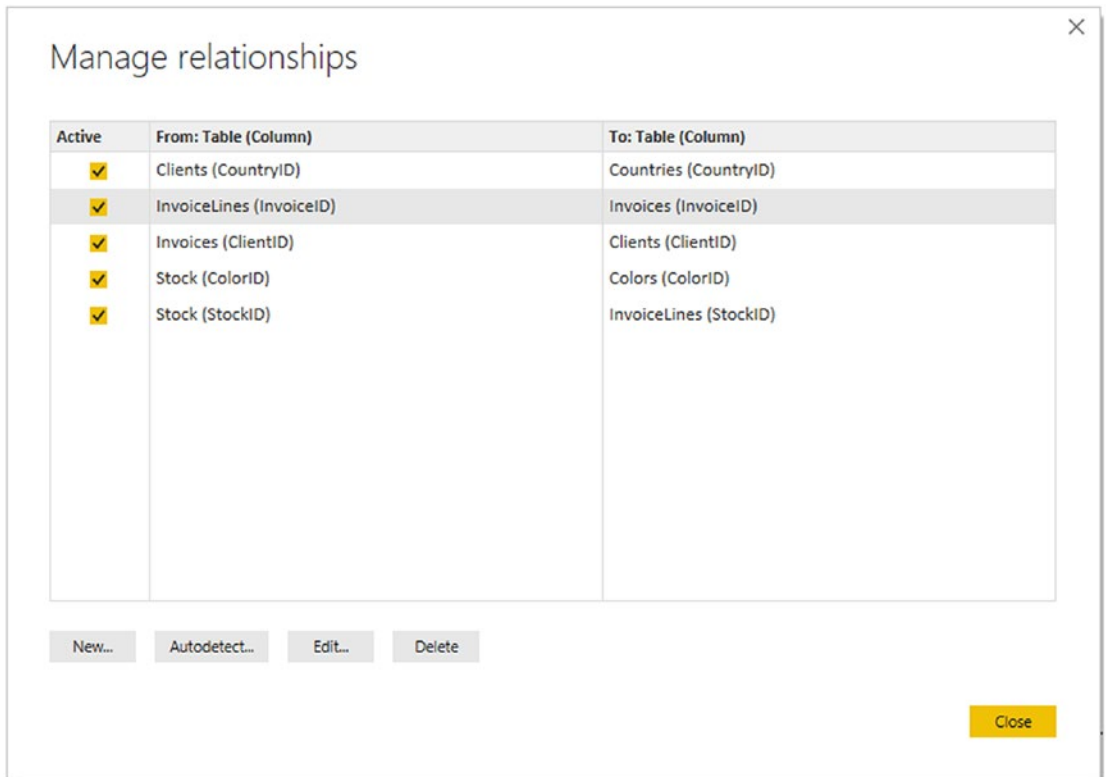 Manage relationships
Active From: Table (Column) To: Table (Column)
Clients (CountryID) Countries (CountryID)
InvoiceLines (InvoiceID) Invoices (InvoiceID)
Invoices (ClientID) Clients (ClientID)
Stock (ColorID) Colors (ColorID)
Stock (StockID) InvoiceLines (StockID)
New... Autodetect... Edit... Delete
Close